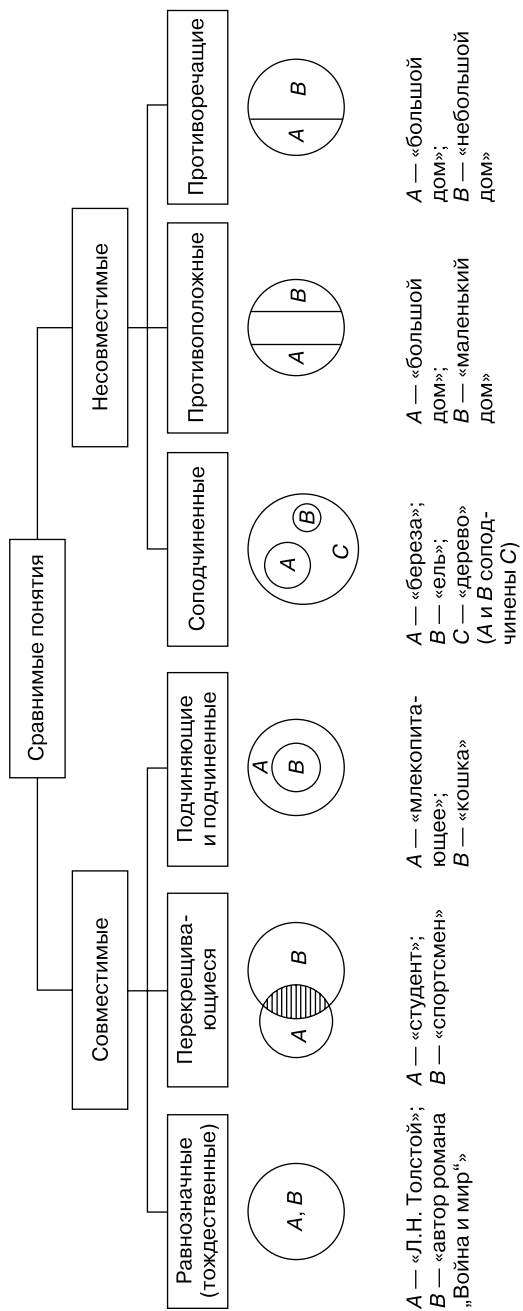 Сравнимые понятия
Совместимые
Несовместимые
Равнозначные
(тождественные)
Перекрещива-
ющиеся
Подчиняющие
и подчиненные
Соподчиненные
Противоположные
Противоречащие
A, B
A
B
A
B
A
B
C
A
B
A
B
A — «Л.Н. Толстой»;
B — «автор романа
„Война и мир“»
A — «студент»;
B — «спортсмен»
A — «млекопита-
ющее»;
B — «кошка»
A — «береза»;
B — «ель»;
C — «дерево»
(A и B сопод-
чинены C)
A — «большой
дом»;
B — «маленький
дом»
A — «большой
дом»;
B — «небольшой
дом»